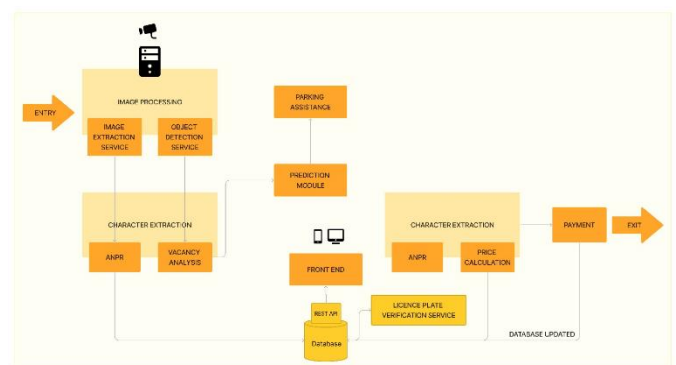 IMAGE PROCESSING
ENTRY
IMAGE
EXTRACTION
SERVICE
OBJECT
DETECTION
SERVICE
PARKING
ASSISTANCE
PREDICTION
MODULE
CHARACTER EXTRACTION
ANPR
VACANCY
ANALYSIS
FRONT END
REST API
Database
LICENCE PLATE
VERIFICATION SERVICE
CHARACTER EXTRACTION
ANPR
PRICE
CALCULATION
PAYMENT
EXIT
DATABASE UPDATED